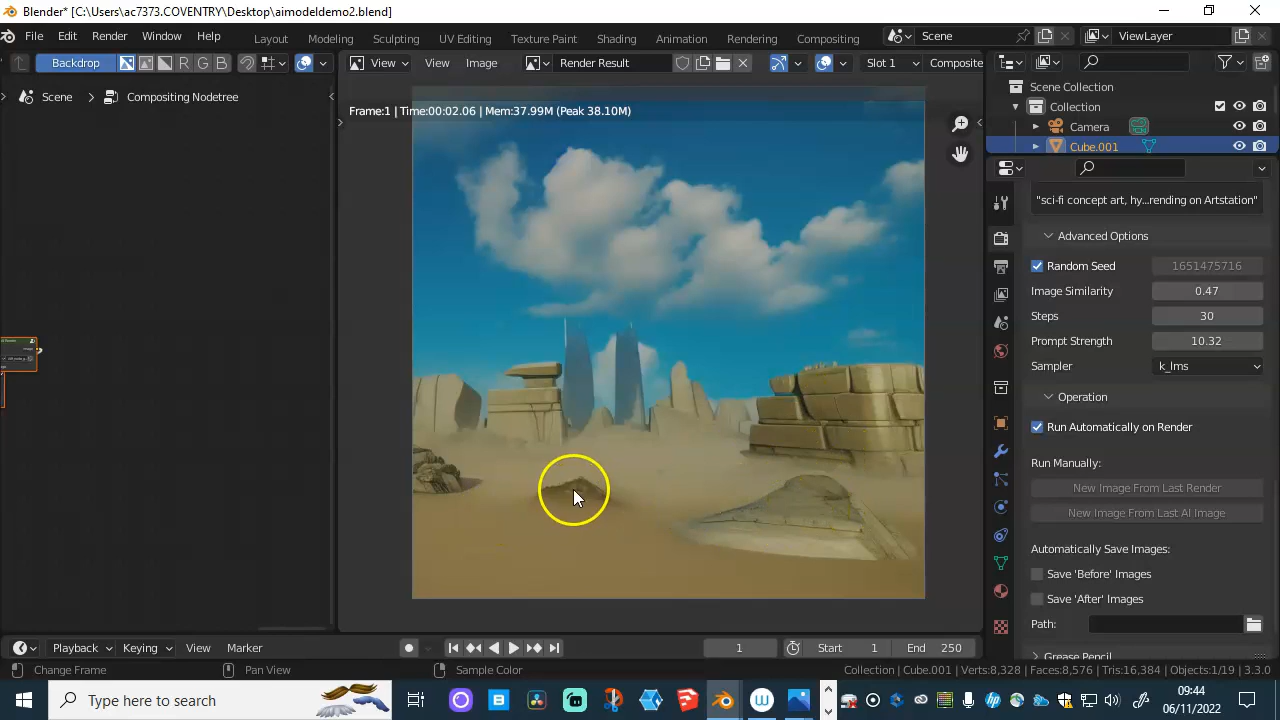 Blender* [C:\Users\ac7373.COVENTRY\Desktop\aimodeldemo2.blend]
File Edit Render Window Help Layout Modeling Sculpting UV Editing Texture Paint Shading Animation Rendering Compositing Scene ViewLayer
Backdrop R G B View View Image Render Result Slot 1 Composite
Scene Compositing Nodetree
Scene Collection
Collection
Camera
Cube.001
Frame:1 | Time:00:02.06 | Mem:37.99M (Peak 38.10M)
"sci-fi concept art, hy...rending on Artstation"
Advanced Options
Random Seed 1651475716
Image Similarity 0.47
Steps 30
Prompt Strength 10.32
Sampler k_lms
Operation
Run Automatically on Render
Run Manually:
New Image From Last Render
New Image From Last AI Image
Automatically Save Images:
Save 'Before' Images
Save 'After' Images
Path:
Grease Pencil
Playback Keying View Marker 1 Start 1 End 250
Change Frame Pan View Sample Color Collection | Cube.001 | Verts:8,328 | Faces:8,576 | Tris:16,384 | Objects:1/19 | 3.3.0
Type here to search
09:44
06/11/2022